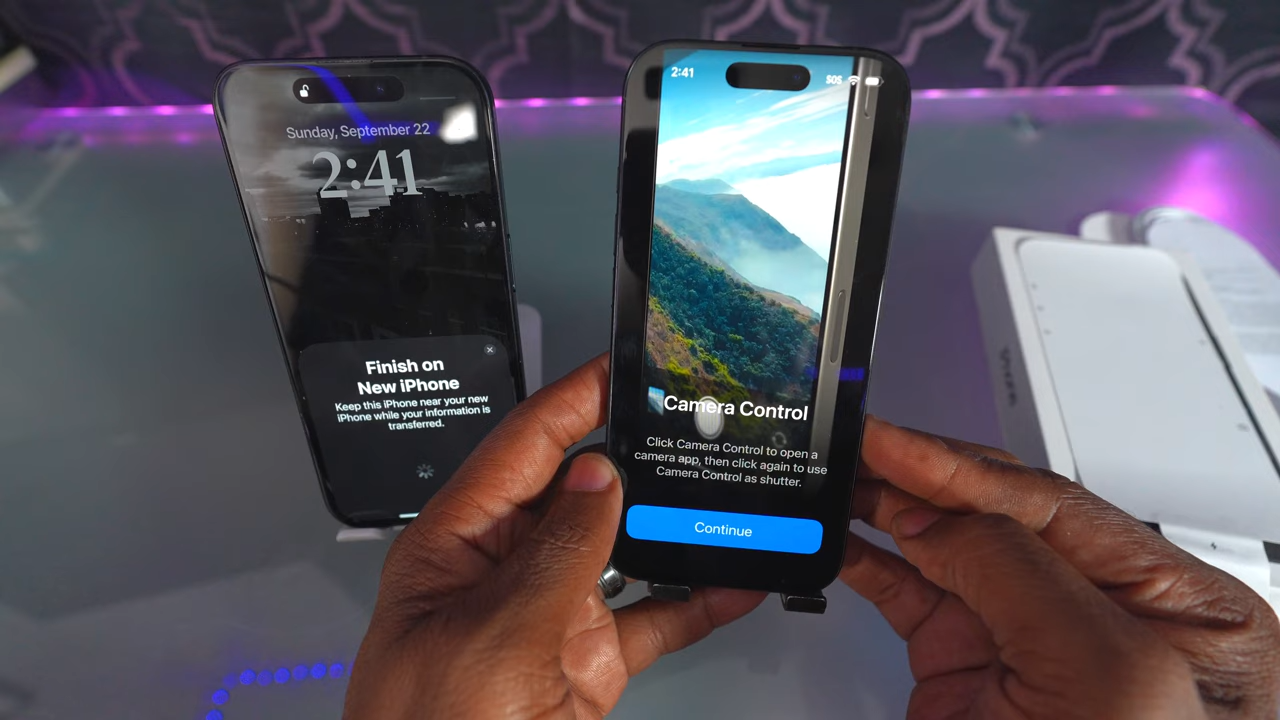 Sunday, September 22
2:41
Finish on
New iPhone
Keep this iPhone near your new
iPhone while your information is
transferred.
2:41
SOS
Camera Control
Click Camera Control to open a
camera app, then click again to use
Camera Control as shutter.
Continue
iPhone